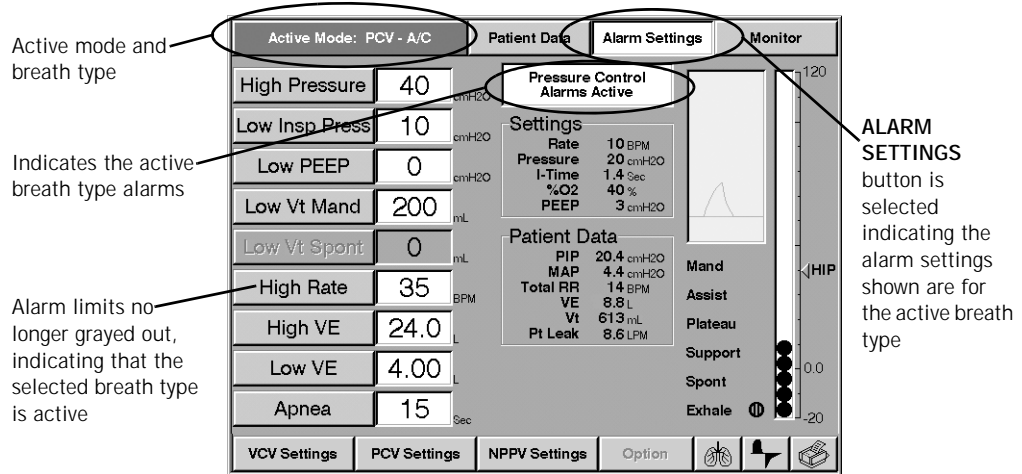 Active mode and
breath type
Indicates the active
breath type alarms
Alarm limits no
longer grayed out,
indicating that the
selected breath type
is active
Active Mode: PCV - A/C
Patient Data
Alarm Settings
Monitor
High Pressure 40 cmH2O
Low Insp Press 10 cmH2O
Low PEEP 0 cmH2O
Low Vt Mand 200 mL
Low Vt Spont 0 mL
High Rate 35 BPM
High VE 24.0 L
Low VE 4.00 L
Apnea 15 Sec
Pressure Control
Alarms Active
Settings
Rate 10 BPM
Pressure 20 cmH2O
I-Time 1.4 Sec
%O2 40 %
PEEP 3 cmH2O
Patient Data
PIP 20.4 cmH2O
MAP 4.4 cmH2O
Total RR 14 BPM
VE 8.8 L
Vt 613 mL
Pt Leak 8.6 LPM
Mand
Assist
Plateau
Support
Spont
Exhale
120
HIP
0.0
-20
VCV Settings
PCV Settings
NPPV Settings
Option
ALARM
SETTINGS
button is
selected
indicating the
alarm settings
shown are for
the active breath
type